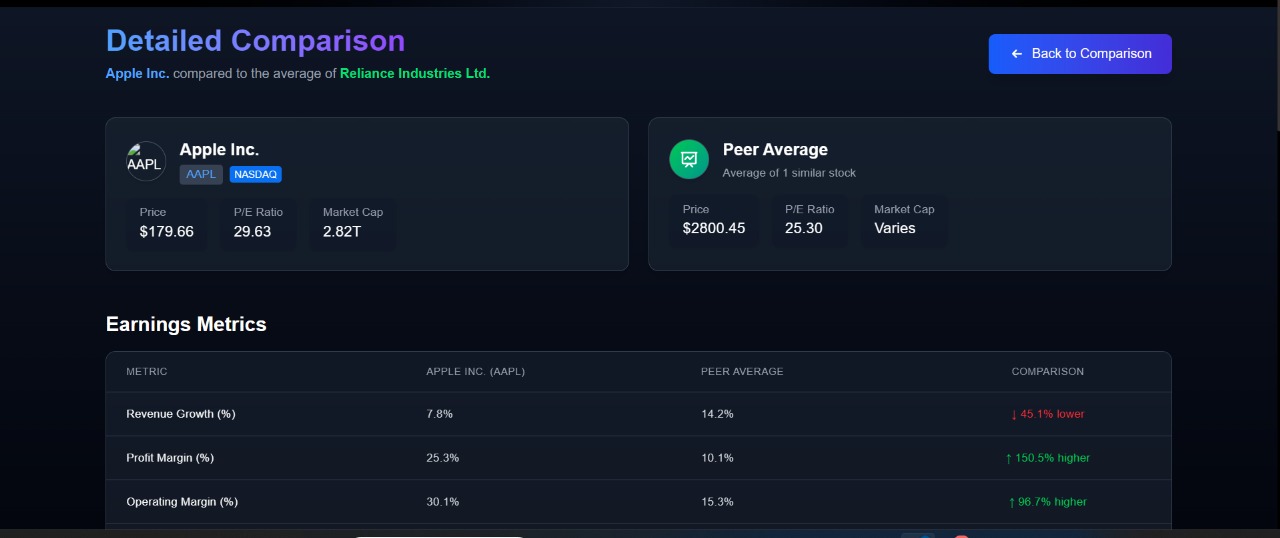 Detailed Comparison
← Back to Comparison
Apple Inc. compared to the average of Reliance Industries Ltd.
AAPL
Apple Inc.
AAPL NASDAQ
Price P/E Ratio Market Cap
$179.66 29.63 2.82T
Peer Average
Average of 1 similar stock
Price P/E Ratio Market Cap
$2800.45 25.30 Varies
Earnings Metrics
METRIC APPLE INC. (AAPL) PEER AVERAGE COMPARISON
Revenue Growth (%) 7.8% 14.2% ↓ 45.1% lower
Profit Margin (%) 25.3% 10.1% ↑ 150.5% higher
Operating Margin (%) 30.1% 15.3% ↑ 96.7% higher